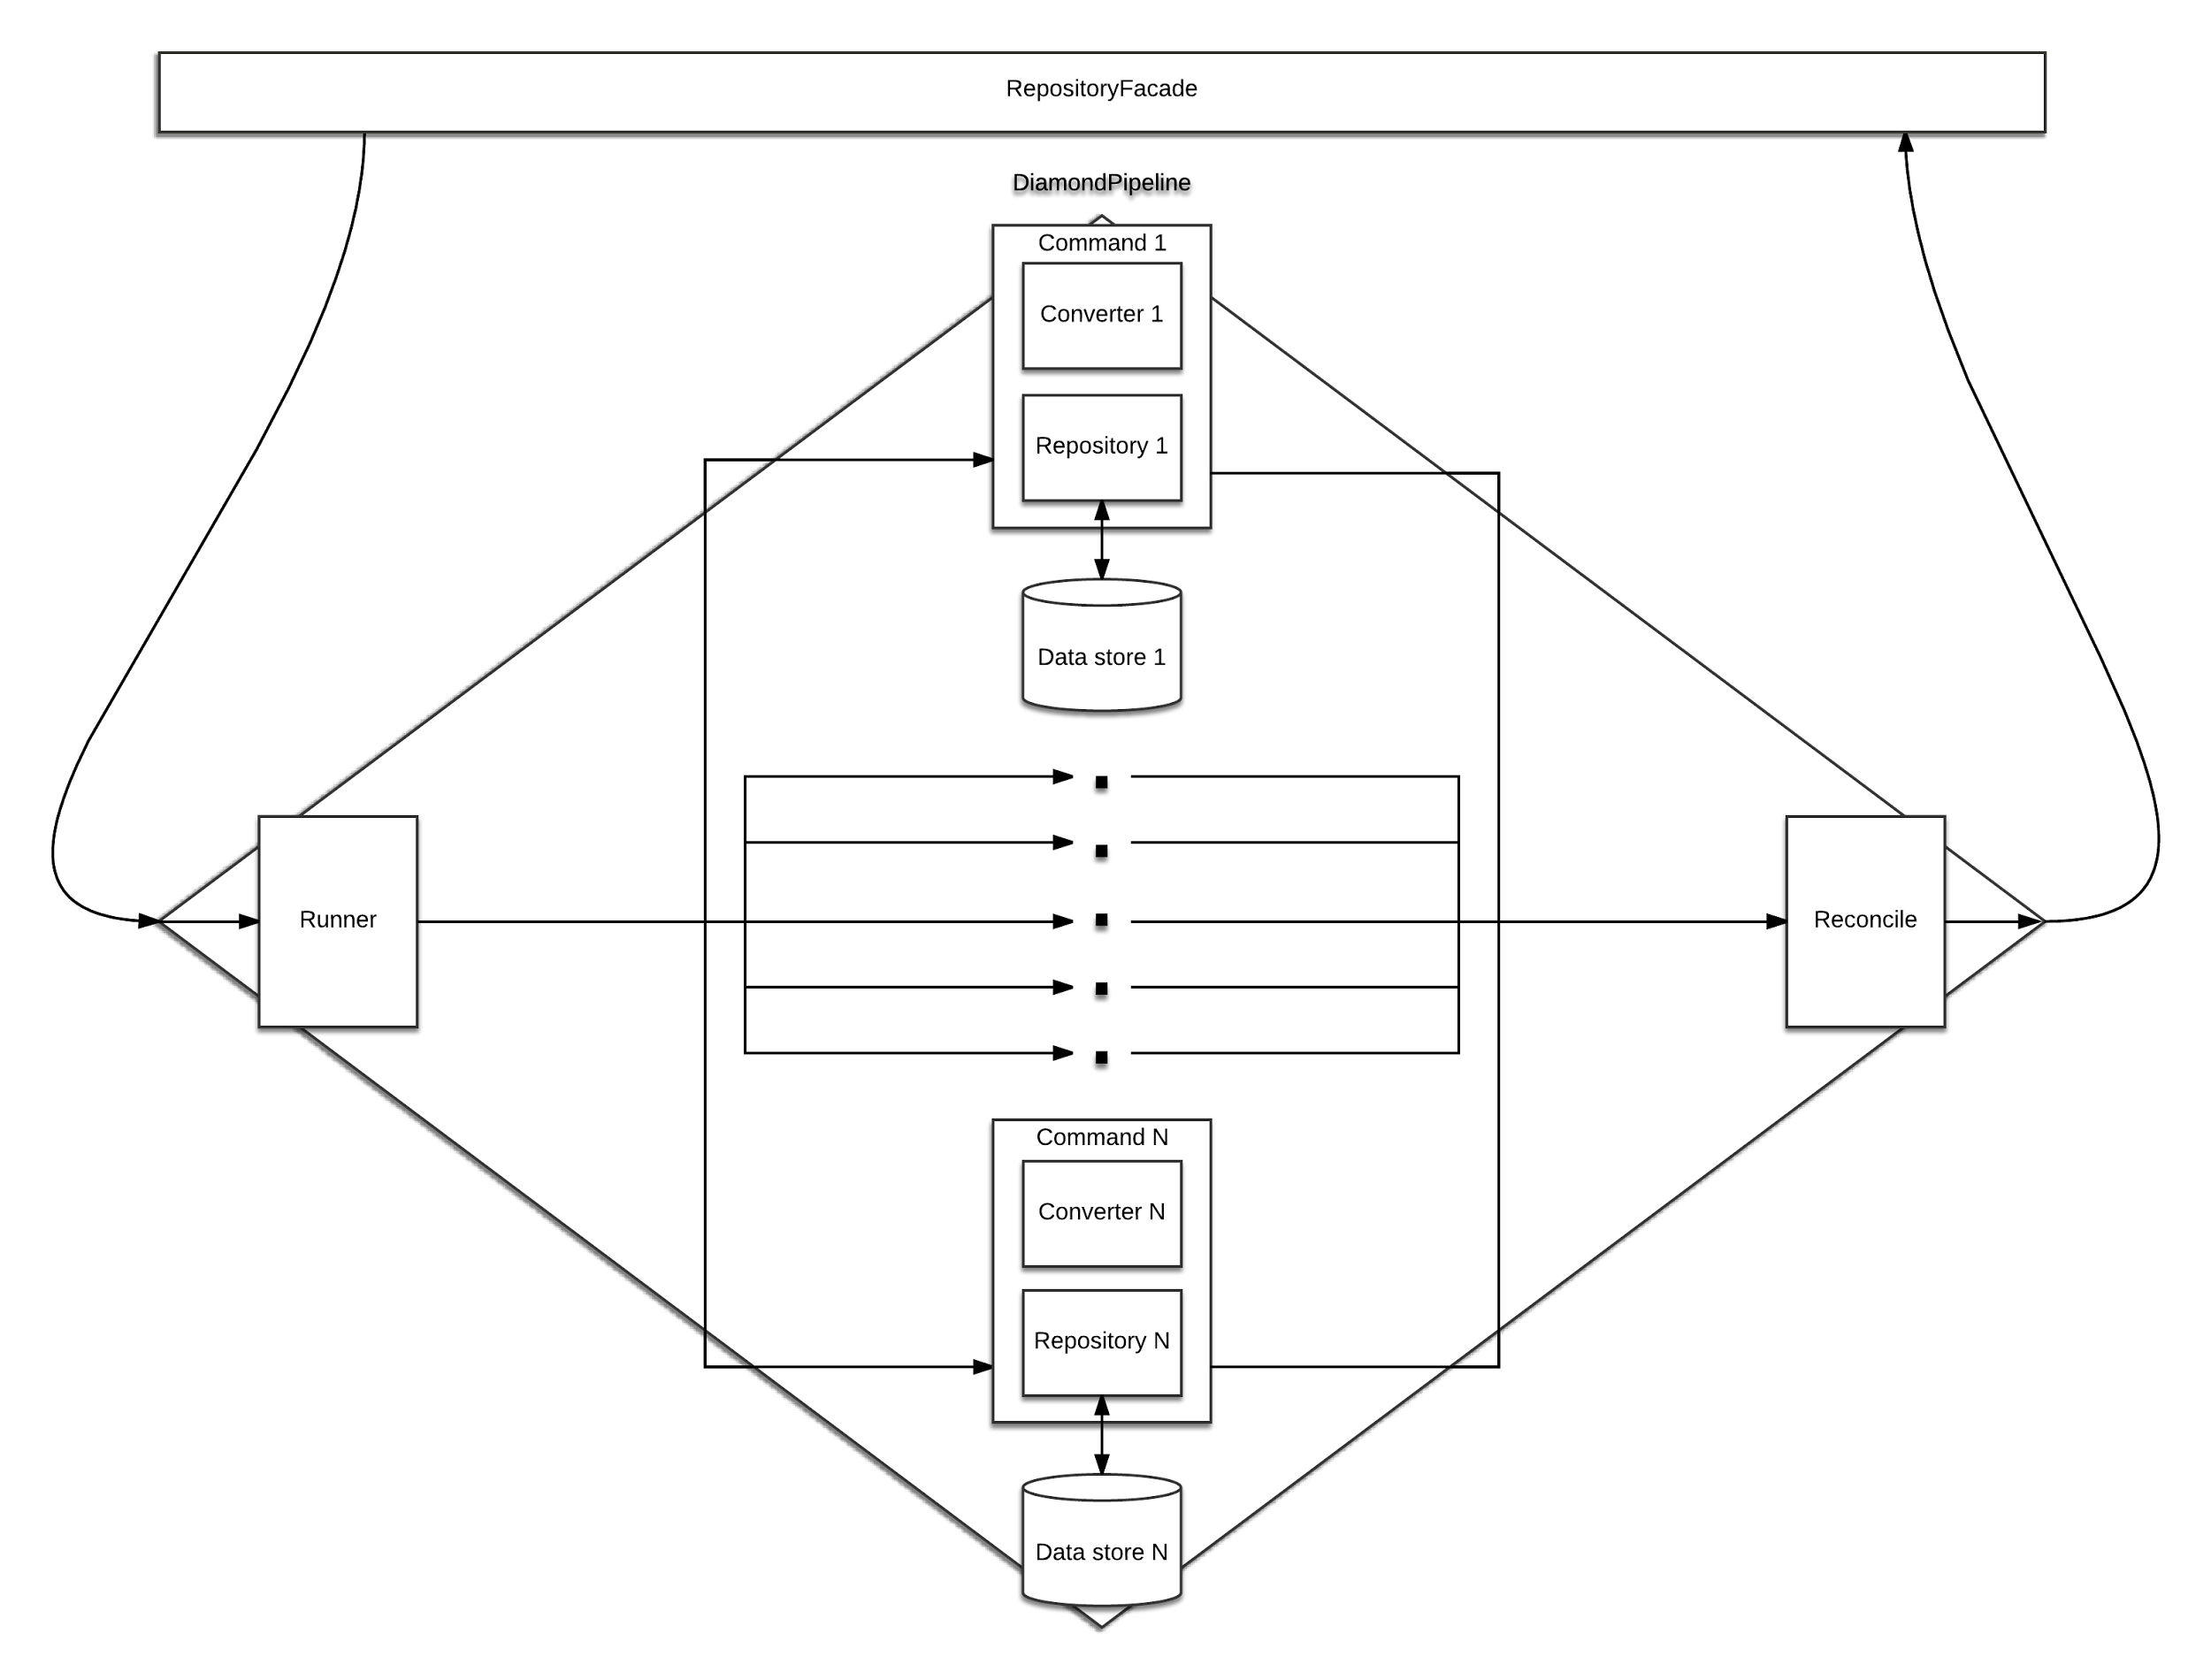 RepositoryFacade
DiamondPipeline
Command 1
Converter 1
Repository 1
Data store 1
Runner
Reconcile
Command N
Converter N
Repository N
Data store N